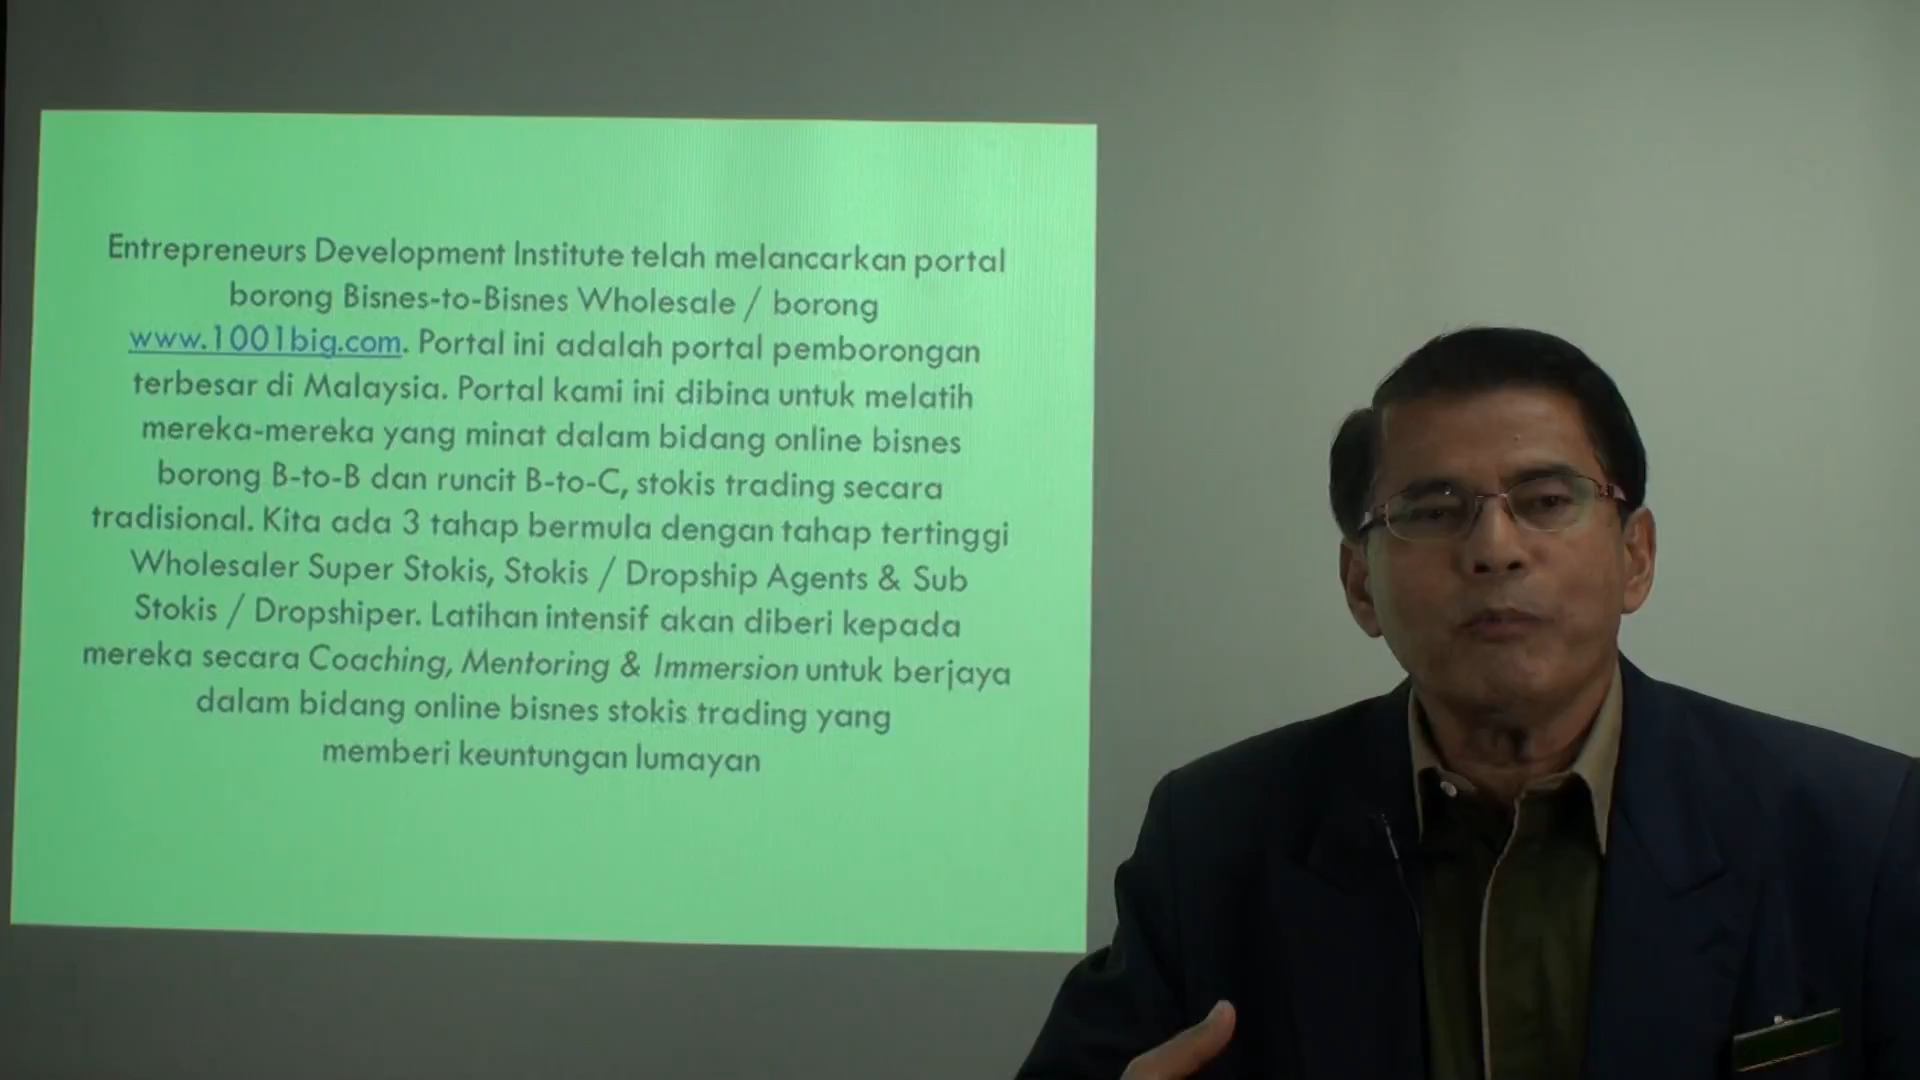 Entrepreneurs Development Institute telah melancarkan portal
borong Bisnes-to-Bisnes Wholesale / borong
www.1001big.com. Portal ini adalah portal pemborongan
terbesar di Malaysia. Portal kami ini dibina untuk melatih
mereka-mereka yang minat dalam bidang online bisnes
borong B-to-B dan runcit B-to-C, stokis trading secara
tradisional. Kita ada 3 tahap bermula dengan tahap tertinggi
Wholesaler Super Stokis, Stokis / Dropship Agents & Sub
Stokis / Dropshiper. Latihan intensif akan diberi kepada
mereka secara Coaching, Mentoring & Immersion untuk berjaya
dalam bidang online bisnes stokis trading yang
memberi keuntungan lumayan